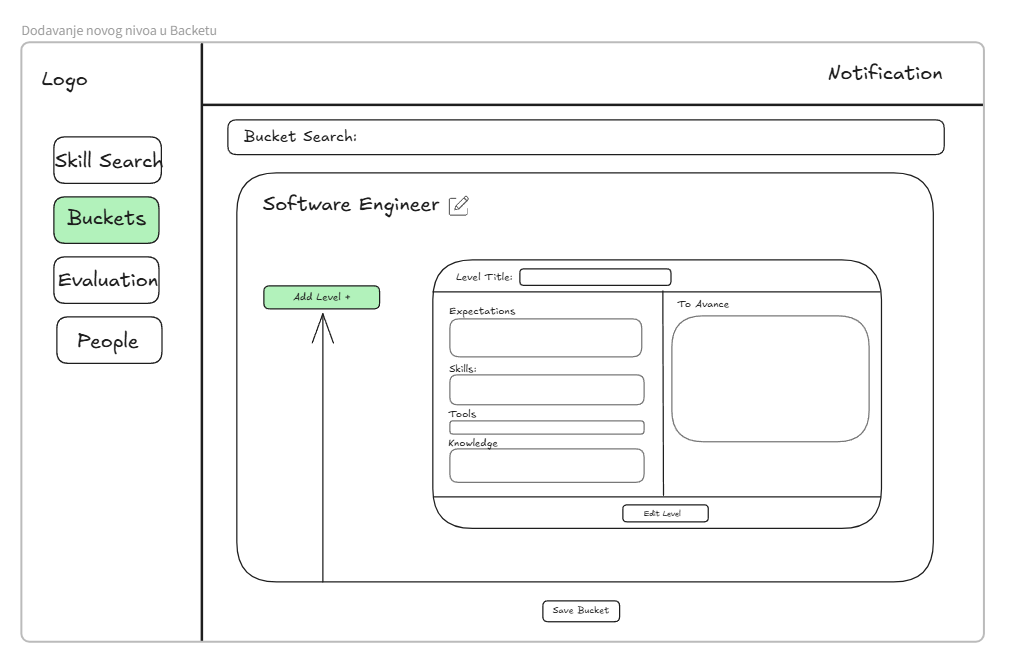 Dodavanje novog nivoa u Backetu
Logo
Notification
Skill Search
Buckets
Evaluation
People
Bucket Search:
Software Engineer
Add Level +
Level Title:
Expectations
Skills:
Tools
Knowledge
To Avance
Edit Level
Save Bucket